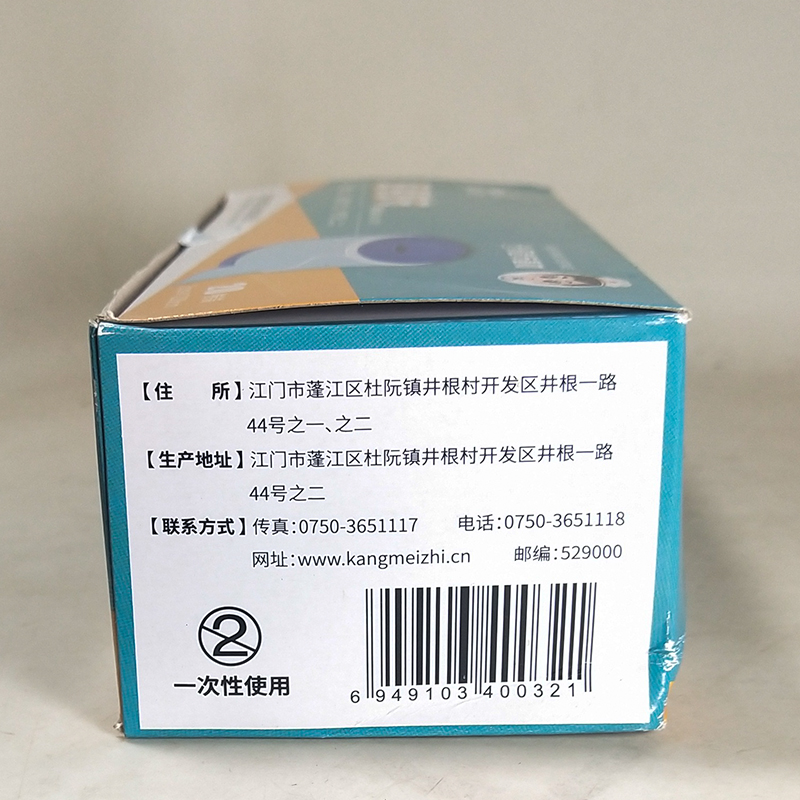 【住 所】江门市蓬江区杜阮镇井根村开发区井根一路
44号之一、之二
【生产地址】江门市蓬江区杜阮镇井根村开发区井根一路
44号之二
【联系方式】传真:0750-3651117 电话:0750-3651118
网址:www.kangmeizhi.cn 邮编:529000
2
一次性使用
6 949103 400321